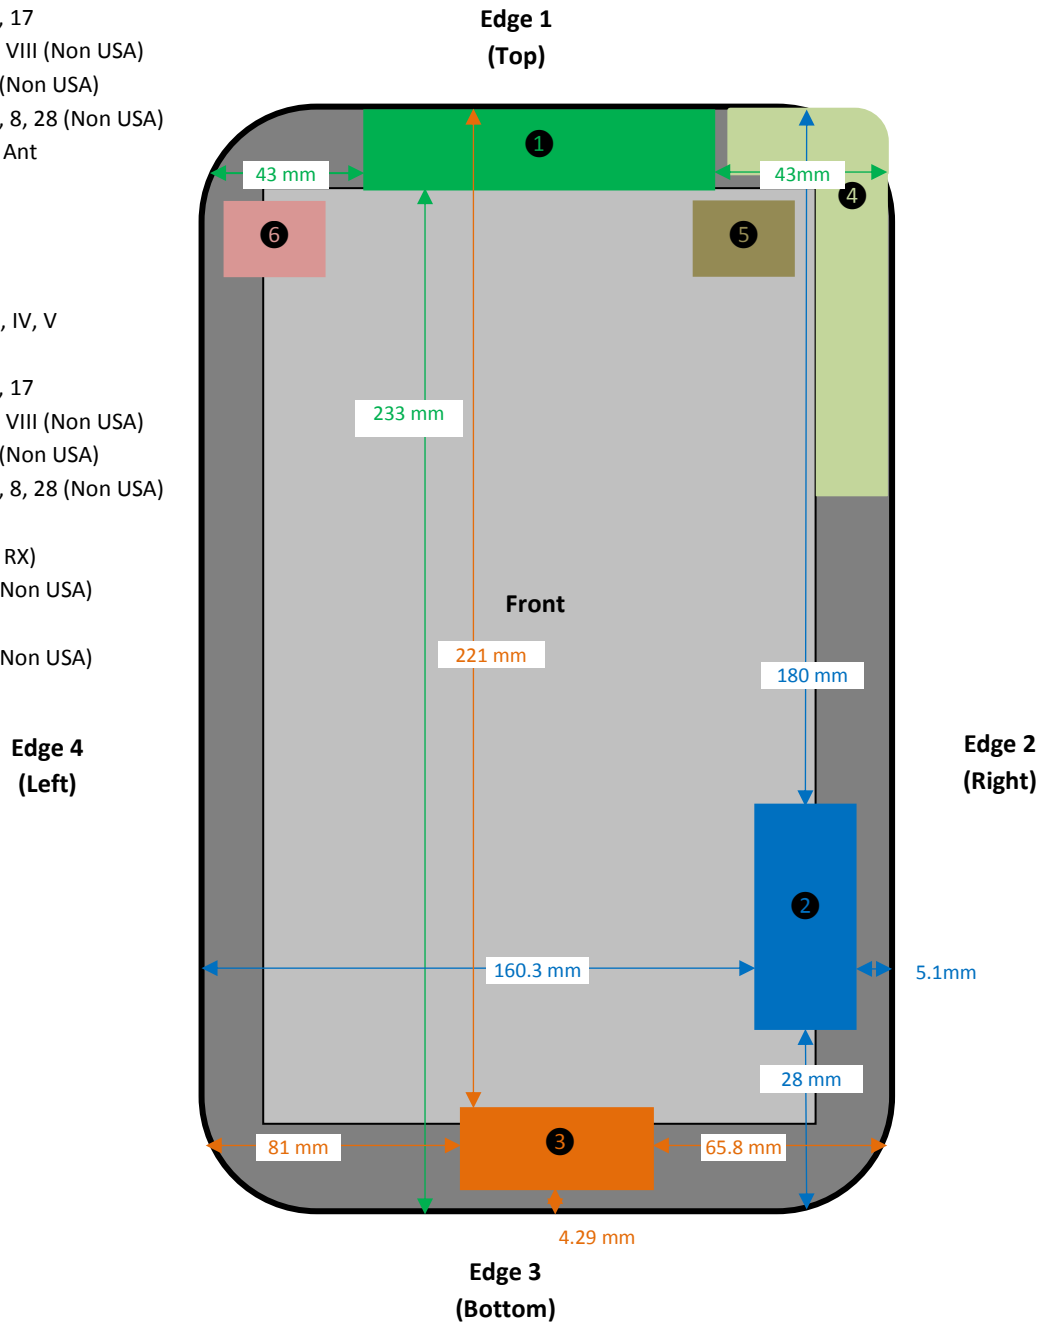 , 17
VIII (Non USA)
(Non USA)
, 8, 28 (Non USA)
Ant
, IV, V
, 17
VIII (Non USA)
(Non USA)
, 8, 28 (Non USA)
RX)
(Non USA)
(Non USA)
Edge 4
(Left)
Edge 1
(Top)
1
43 mm
43mm
4
6
5
233 mm
Front
221 mm
180 mm
2
160.3 mm
5.1mm
28 mm
3
81 mm
65.8 mm
4.29 mm
Edge 3
(Bottom)
Edge 2
(Right)